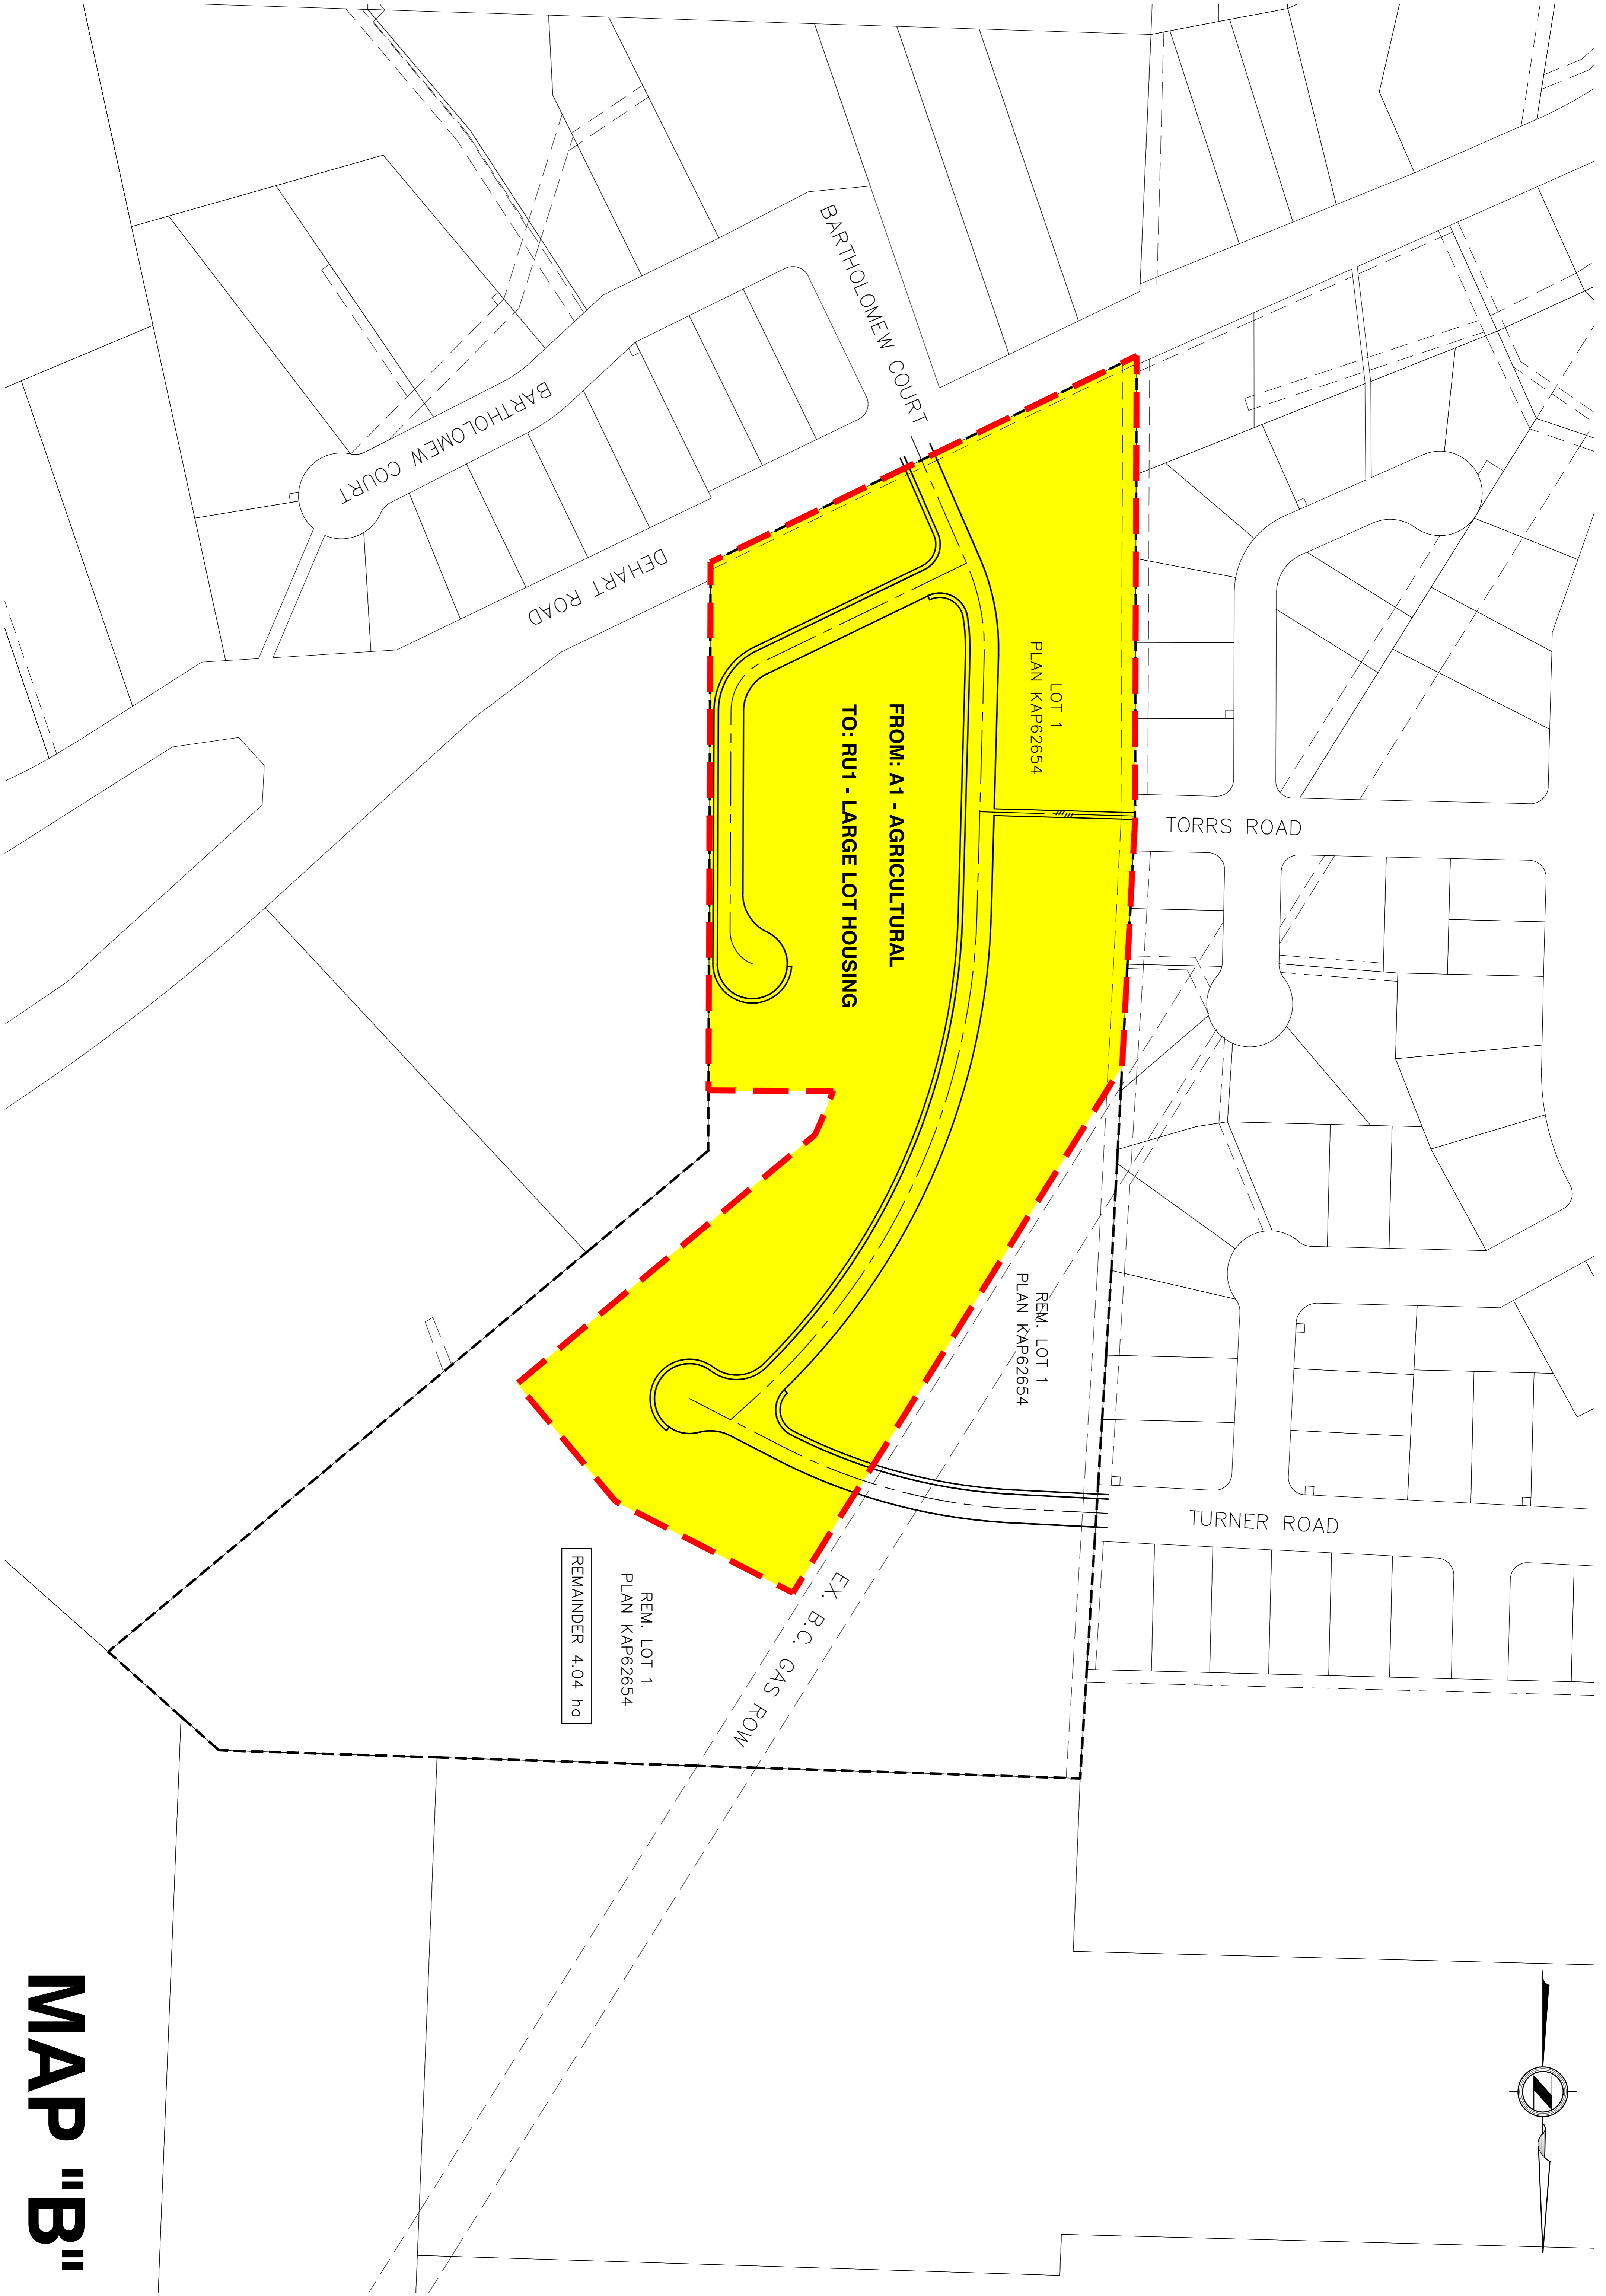 BARTHOLOMEW COURT
BARTHOLOMEW COURT
DEHART ROAD
LOT 1
PLAN KAP62654
FROM: A1 - AGRICULTURAL
TO: RU1 - LARGE LOT HOUSING
TORRS ROAD
REM. LOT 1
PLAN KAP62654
TURNER ROAD
EX. B.C. GAS ROW
REM. LOT 1
PLAN KAP62654
REMAINDER 4.04 ha
N
MAP "B"